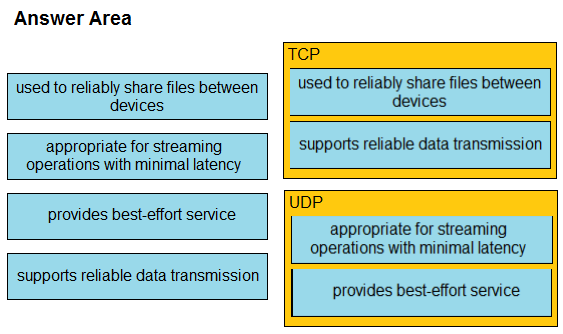 Answer Area
used to reliably share files between
devices
appropriate for streaming
operations with minimal latency
provides best-effort service
supports reliable data transmission
TCP
used to reliably share files between
devices
supports reliable data transmission
UDP
appropriate for streaming
operations with minimal latency
provides best-effort service